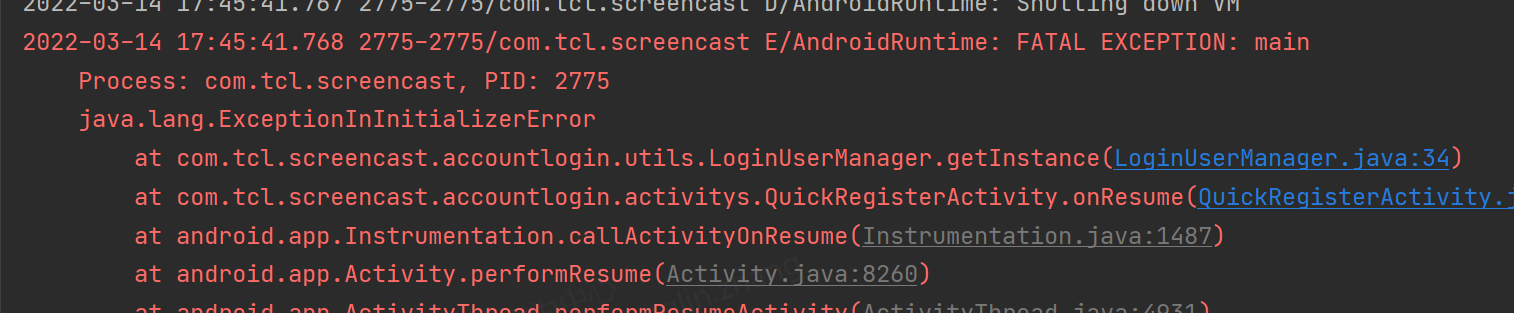 2022-03-14 17:45:41.767 2775-2775/com.tcl.screencast D/AndroidRuntime: Shutting down VM
2022-03-14 17:45:41.768 2775-2775/com.tcl.screencast E/AndroidRuntime: FATAL EXCEPTION: main
Process: com.tcl.screencast, PID: 2775
java.lang.ExceptionInInitializerError
at com.tcl.screencast.accountlogin.utils.LoginUserManager.getInstance(LoginUserManager.java:34)
at com.tcl.screencast.accountlogin.activitys.QuickRegisterActivity.onResume(QuickRegisterActivity.j
at android.app.Instrumentation.callActivityOnResume(Instrumentation.java:1487)
at android.app.Activity.performResume(Activity.java:8260)
at android.app.ActivityThread.performResumeActivity(ActivityThread.java:4931)